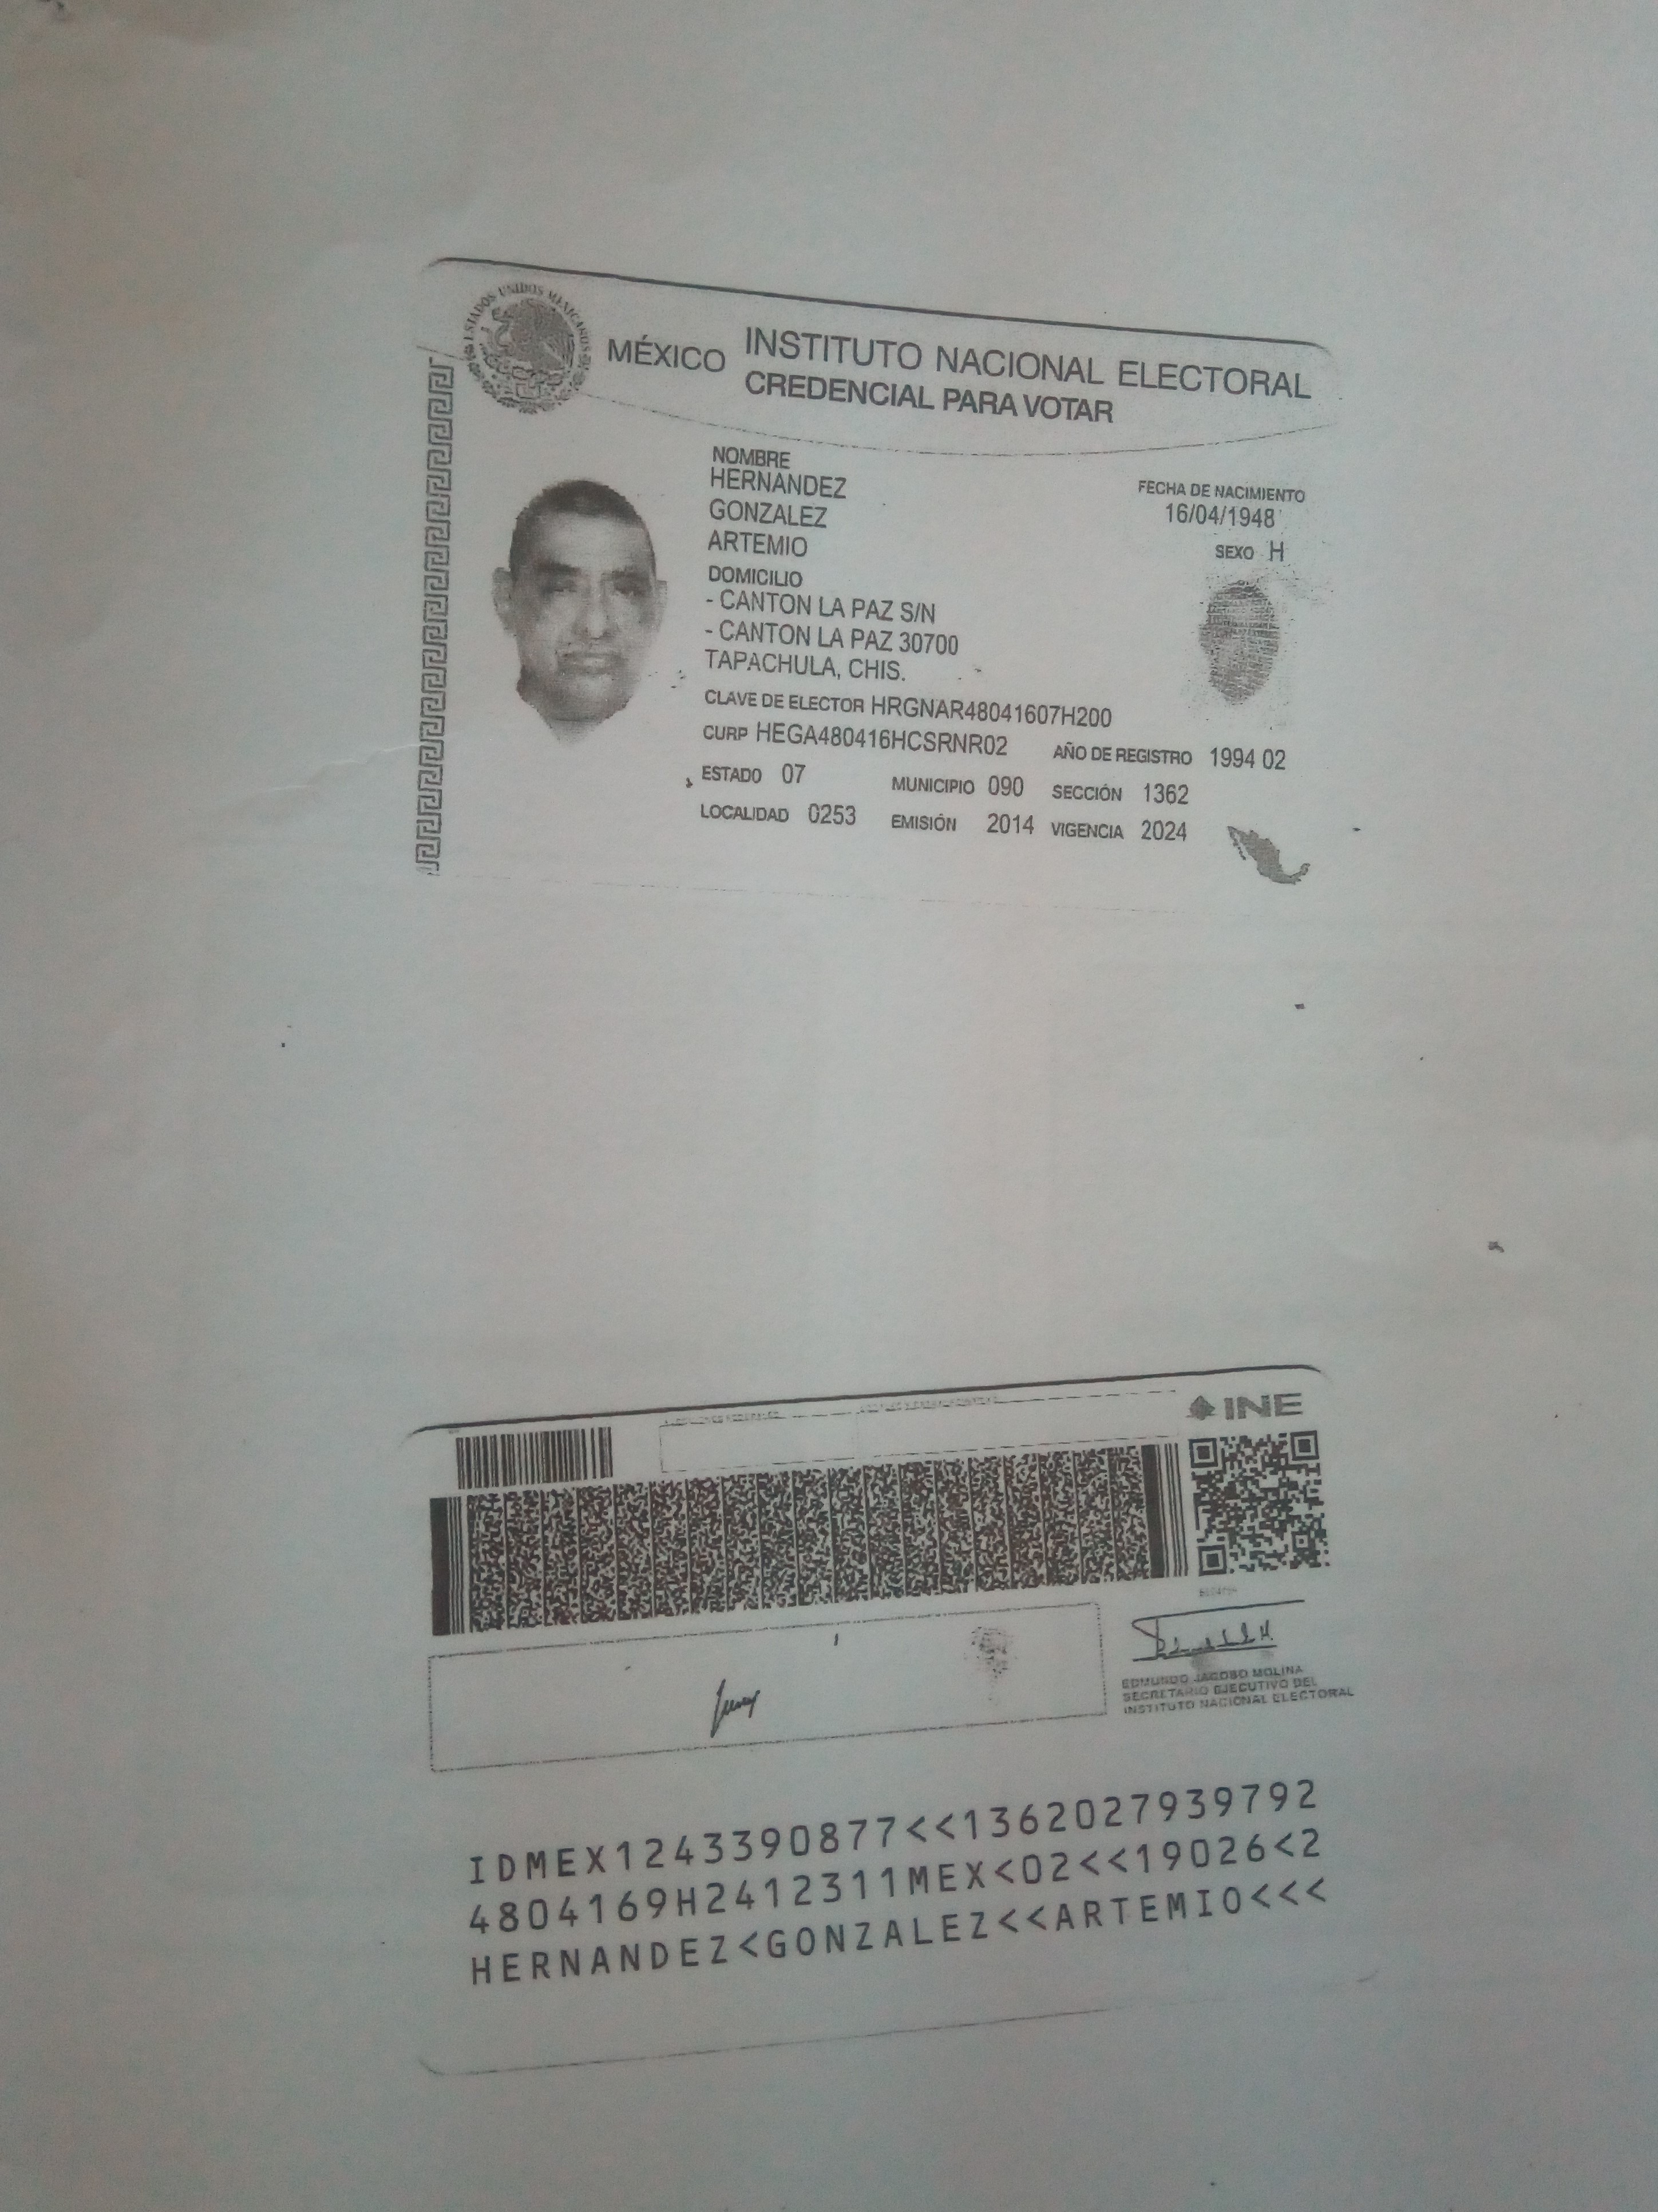 ESTADOS UNIDOS MEXICANOS
MÉXICO INSTITUTO NACIONAL ELECTORAL
CREDENCIAL PARA VOTAR
NOMBRE
HERNANDEZ
GONZALEZ
ARTEMIO
FECHA DE NACIMIENTO
16/04/1948
SEXO H
DOMICILIO
- CANTON LA PAZ S/N
- CANTON LA PAZ 30700
TAPACHULA, CHIS.
CLAVE DE ELECTOR HRGNAR48041607H200
CURP HEGA480416HCSRNR02 AÑO DE REGISTRO 1994 02
ESTADO 07 MUNICIPIO 090 SECCIÓN 1362
LOCALIDAD 0253 EMISIÓN 2014 VIGENCIA 2024
INE
EDMUNDO JACOBO MOLINA
SECRETARIO EJECUTIVO DEL
INSTITUTO NACIONAL ELECTORAL
IDMEX1243390877<<1362027939792
4804169H2412311MEX<02<<19026<2
HERNANDEZ<GONZALEZ<<ARTEMIO<<<